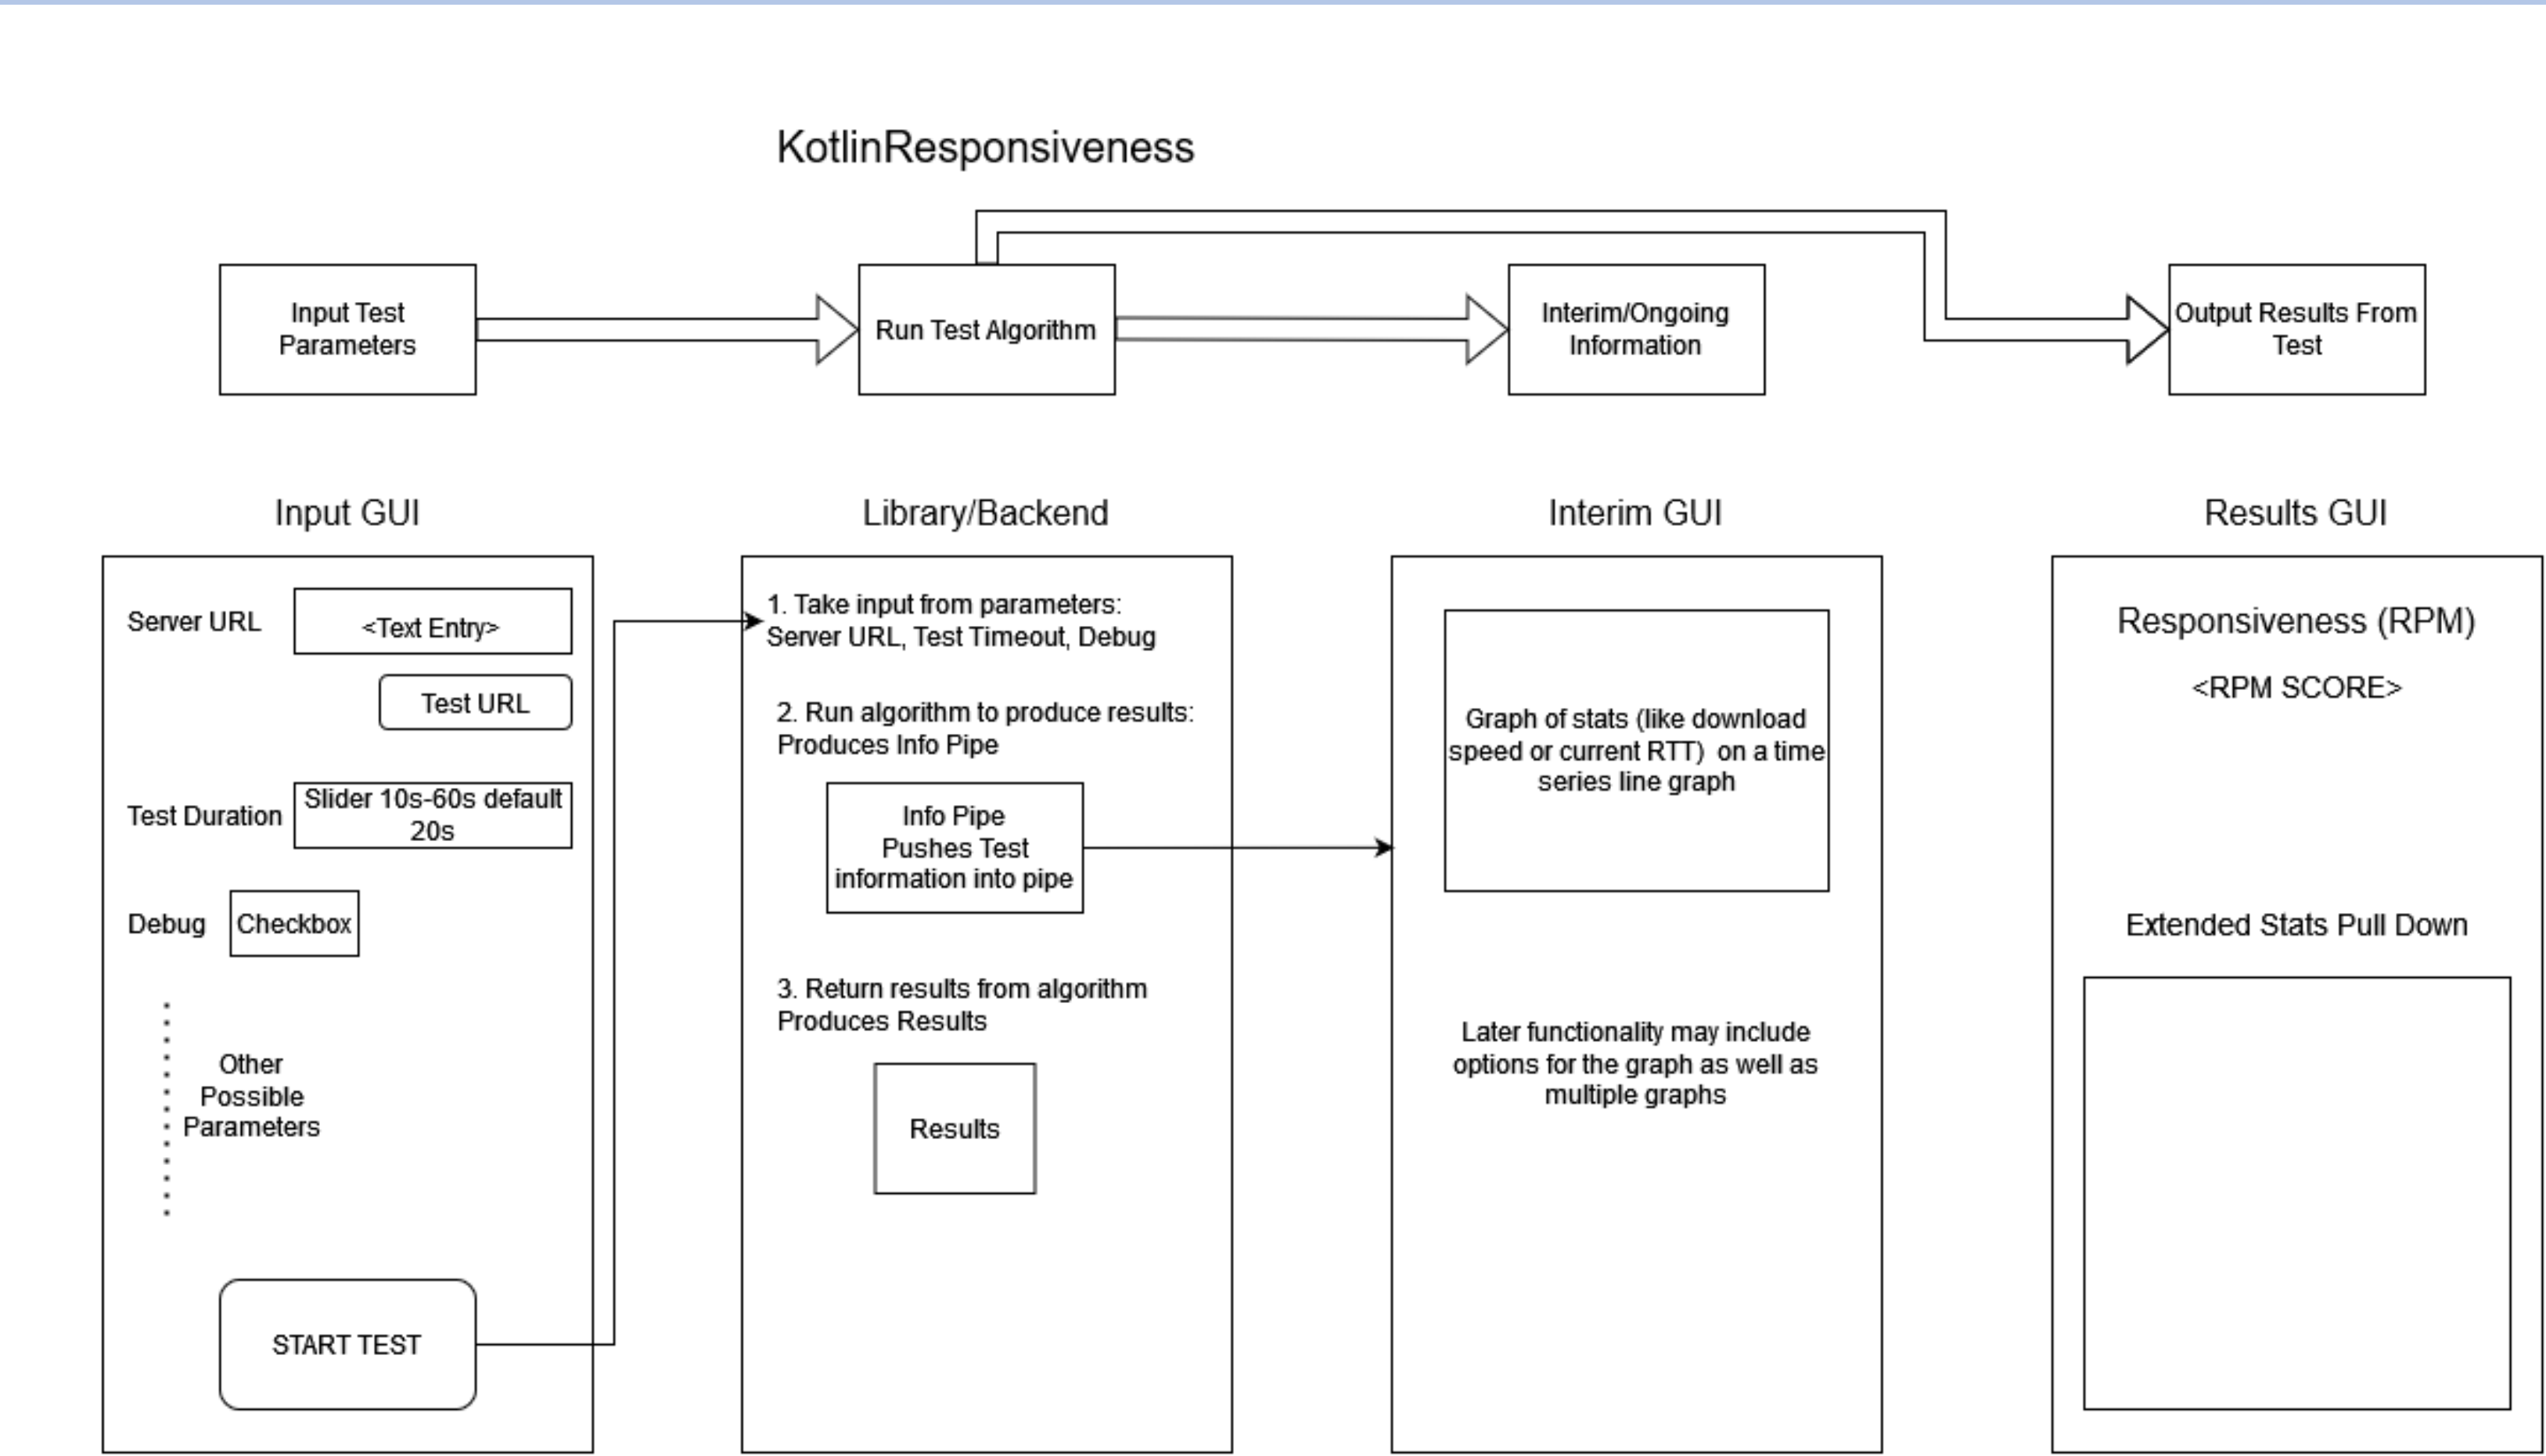 KotlinResponsiveness
Input Test
Parameters
Run Test Algorithm
Interim/Ongoing
Information
Output Results From
Test
Input GUI
Server URL
<Text Entry>
Test URL
Test Duration
Slider 10s-60s default
20s
Debug
Checkbox
Other
Possible
Parameters
START TEST
Library/Backend
1. Take input from parameters:
Server URL, Test Timeout, Debug
2. Run algorithm to produce results:
Produces Info Pipe
Info Pipe
Pushes Test
information into pipe
3. Return results from algorithm
Produces Results
Results
Interim GUI
Graph of stats (like download
speed or current RTT)  on a time
series line graph
Later functionality may include
options for the graph as well as
multiple graphs
Results GUI
Responsiveness (RPM)
<RPM SCORE>
Extended Stats Pull Down